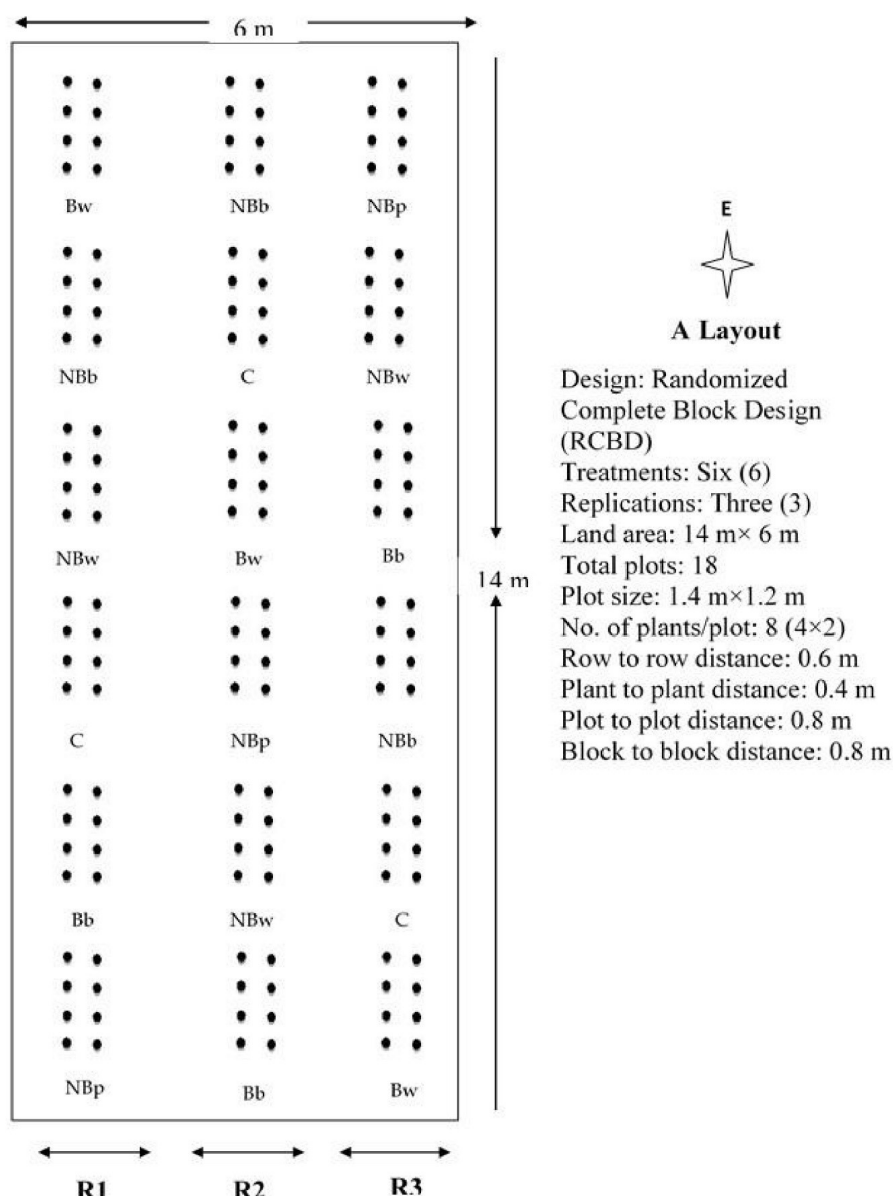 6 m
Bw NBb NBp
NBb C NBw
NBw Bw Bb
14 m
C NBp NBb
Bb NBw C
NBp Bb Bw
R1 R2 R3
E
A Layout
Design: Randomized
Complete Block Design
(RCBD)
Treatments: Six (6)
Replications: Three (3)
Land area: 14 m× 6 m
Total plots: 18
Plot size: 1.4 m×1.2 m
No. of plants/plot: 8 (4×2)
Row to row distance: 0.6 m
Plant to plant distance: 0.4 m
Plot to plot distance: 0.8 m
Block to block distance: 0.8 m